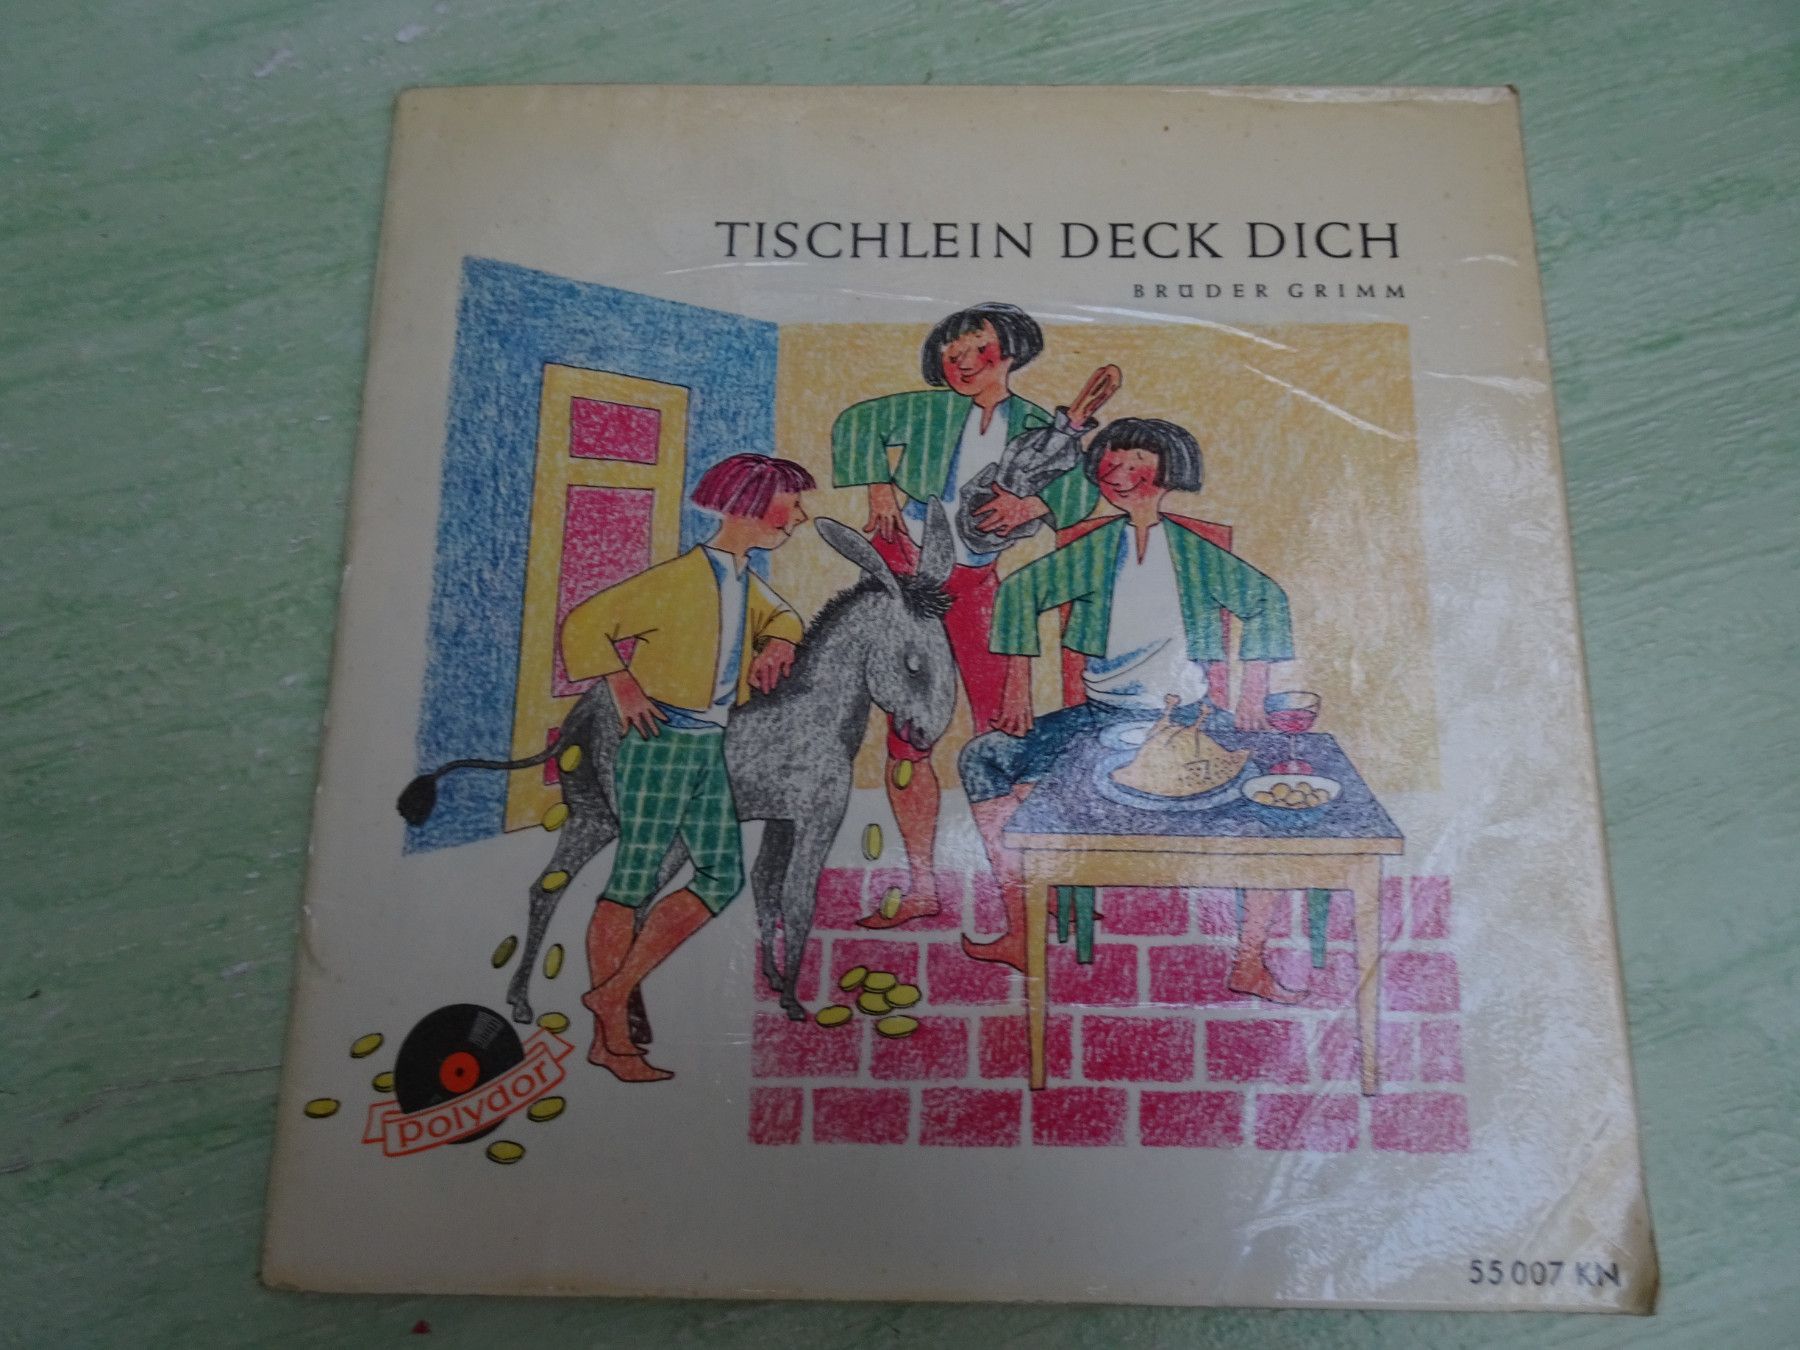 TISCHLEIN DECK DICH
BRÜDER GRIMM
polydor
55 007 KN